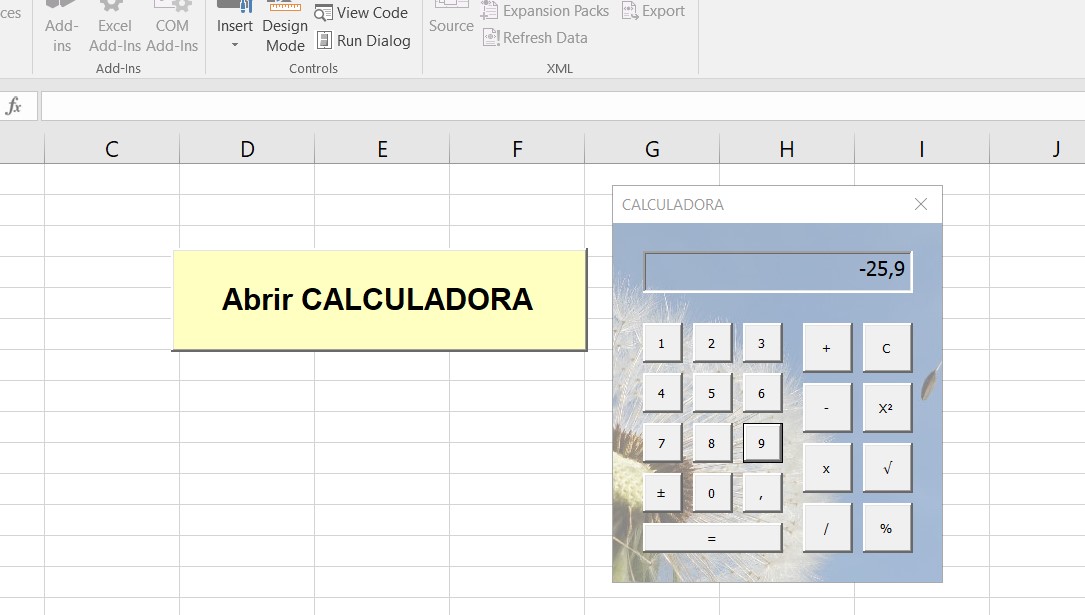 ces
Add-
ins
Excel
Add-Ins
COM
Add-Ins
Add-Ins
Insert
Design
Mode
View Code
Run Dialog
Controls
Source
Expansion Packs
Refresh Data
Export
XML
fx
C D E F G H I J
CALCULADORA
-25,9
Abrir CALCULADORA
1 2 3 + C
4 5 6 - X²
7 8 9 x √
± 0 , / %
=